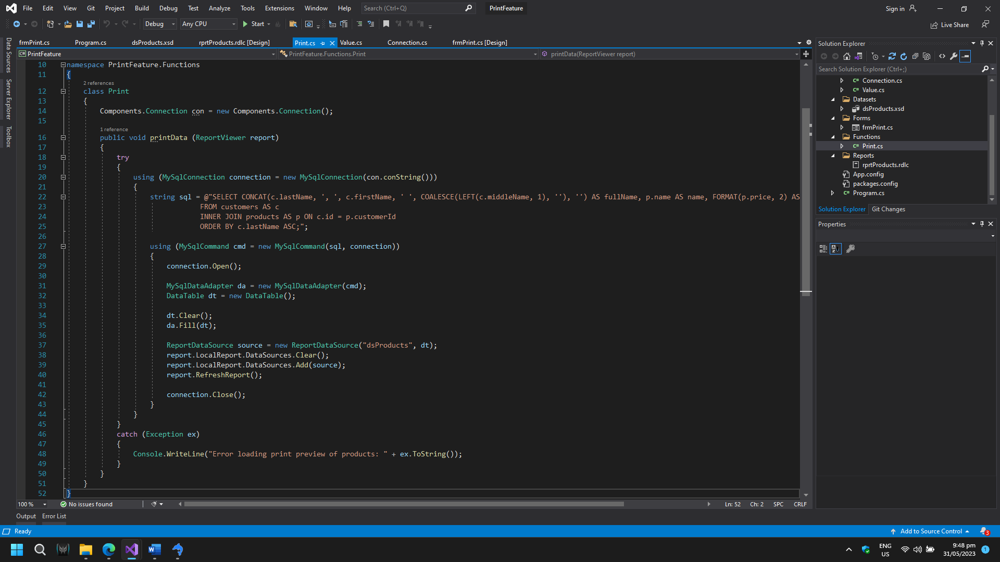 File Edit View Git Project Build Debug Test Analyze Tools Extensions Window Help Search (Ctrl+Q) PrintFeature Sign in
Debug Any CPU Start Live Share
frmPrint.cs Program.cs dsProducts.xsd rprtProducts.rdlc [Design] Print.cs Value.cs Connection.cs frmPrint.cs [Design]
PrintFeature PrintFeature.Functions.Print printData(ReportViewer report)
Data Sources
Server Explorer
Toolbox
10 namespace PrintFeature.Functions
11 {
2 references
12 class Print
13 {
14 Components.Connection con = new Components.Connection();
15
1 reference
16 public void printData (ReportViewer report)
17 {
18 try
19 {
20 using (MySqlConnection connection = new MySqlConnection(con.conString()))
21 {
22 string sql = @"SELECT CONCAT(c.lastName, ', ', c.firstName, ' ', COALESCE(LEFT(c.middleName, 1), ''), '') AS fullName, p.name AS name, FORMAT(p.price, 2) AS
23 FROM customers AS c
24 INNER JOIN products AS p ON c.id = p.customerId
25 ORDER BY c.lastName ASC;";
26
27 using (MySqlCommand cmd = new MySqlCommand(sql, connection))
28 {
29 connection.Open();
30
31 MySqlDataAdapter da = new MySqlDataAdapter(cmd);
32 DataTable dt = new DataTable();
33
34 dt.Clear();
35 da.Fill(dt);
36
37 ReportDataSource source = new ReportDataSource("dsProducts", dt);
38 report.LocalReport.DataSources.Clear();
39 report.LocalReport.DataSources.Add(source);
40 report.RefreshReport();
41
42 connection.Close();
43 }
44 }
45 }
46 catch (Exception ex)
47 {
48 Console.WriteLine("Error loading print preview of products: " + ex.ToString());
49 }
50 }
51 }
52 }
100 % No issues found Ln: 52 Ch: 2 SPC CRLF
Output Error List
Solution Explorer
Search Solution Explorer (Ctrl+;)
C# Connection.cs
C# Value.cs
Datasets
dsProducts.xsd
Forms
frmPrint.cs
Functions
C# Print.cs
Reports
rprtProducts.rdlc
App.config
packages.config
C# Program.cs
Solution Explorer Git Changes
Properties
Ready Add to Source Control 3
ENG
US
9:48 pm
31/05/2023
1